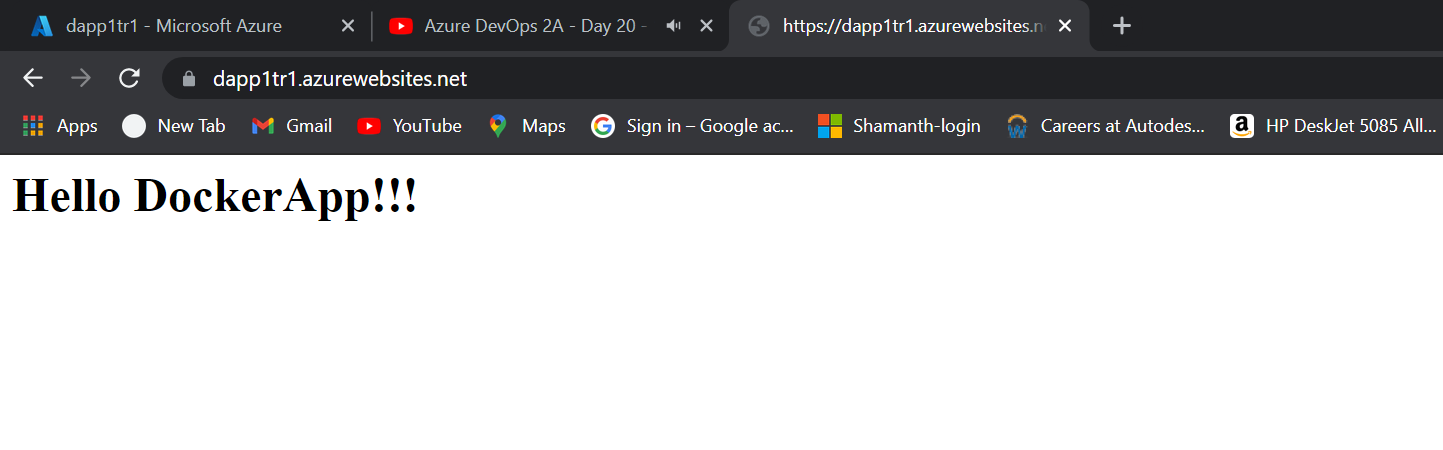 dapp1tr1 - Microsoft Azure Azure DevOps 2A - Day 20 - https://dapp1tr1.azurewebsites.n
dapp1tr1.azurewebsites.net
Apps New Tab Gmail YouTube Maps Sign in – Google ac... Shamanth-login Careers at Autodes... HP DeskJet 5085 All...
Hello DockerApp!!!